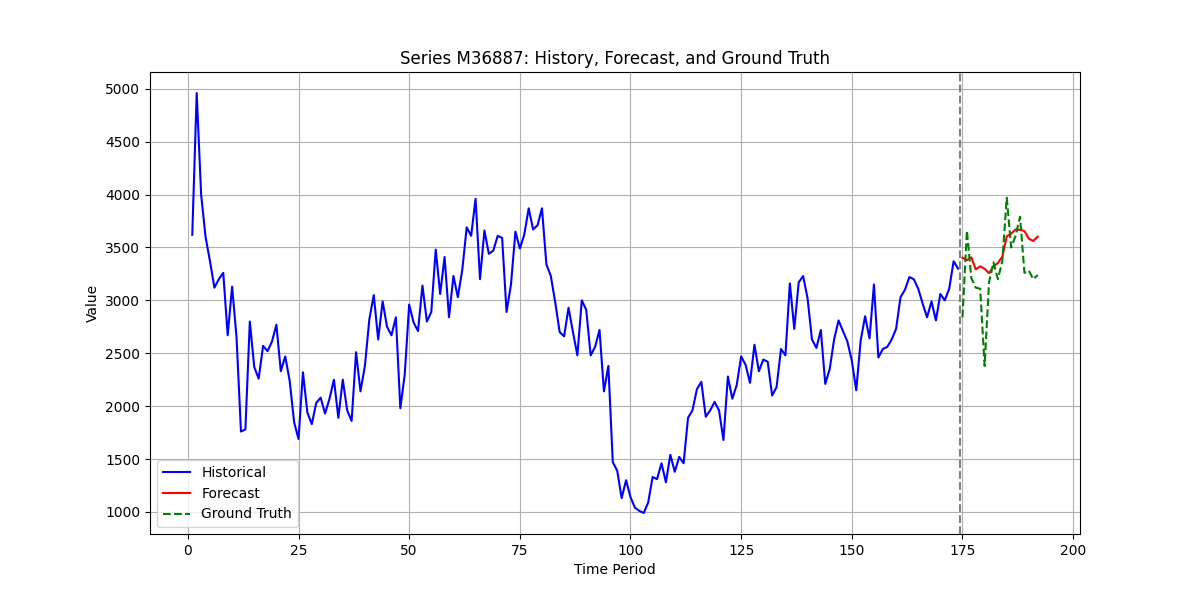 Series M36887: History, Forecast, and Ground Truth
Value
5000
4500
4000
3500
3000
2500
2000
1500
1000
Historical
Forecast
Ground Truth
0 25 50 75 100 125 150 175 200
Time Period